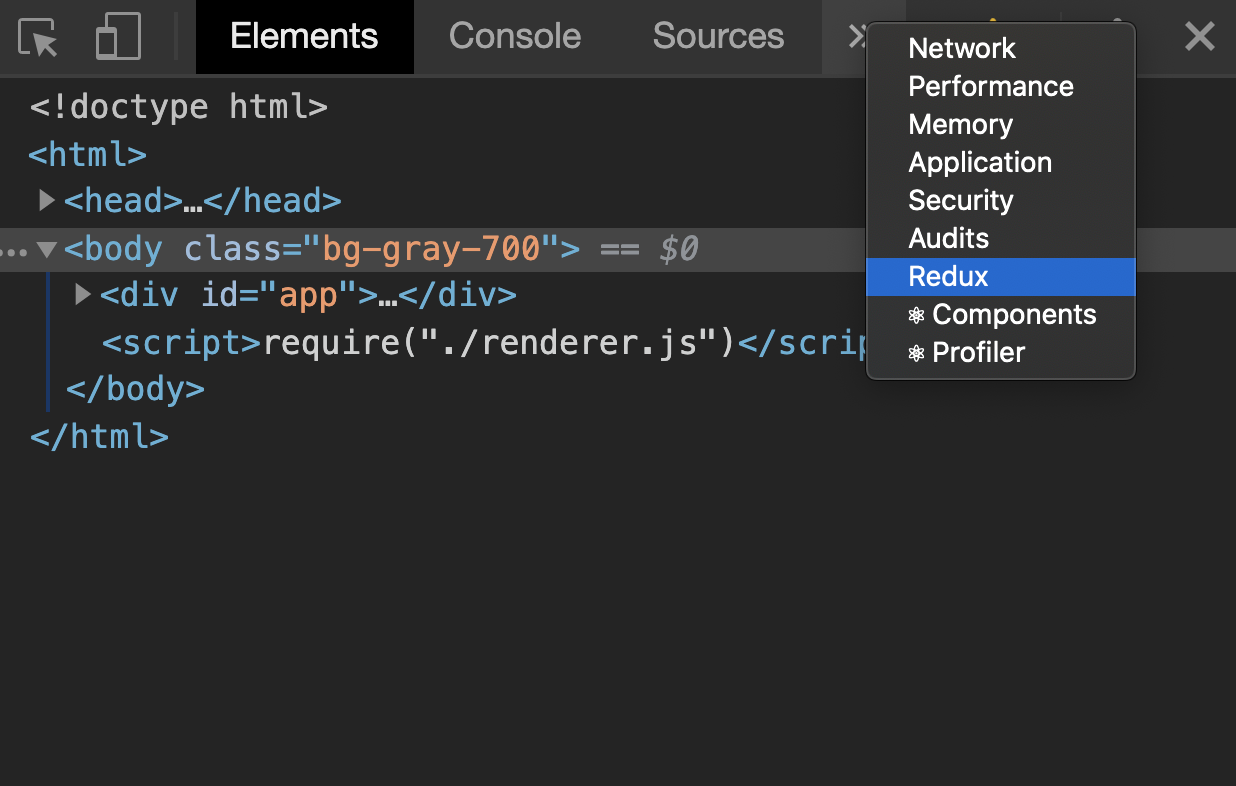 Elements Console Sources »
<!doctype html>
<html>
<head>…</head>
<body class="bg-gray-700"> == $0
<div id="app">…</div>
<script>require("./renderer.js")</scrip
</body>
</html>
Network
Performance
Memory
Application
Security
Audits
Redux
Components
Profiler